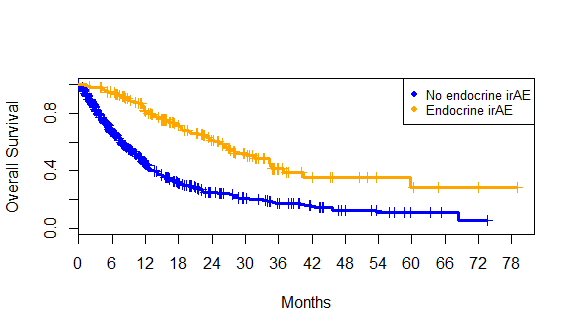 No endocrine irAE
Endocrine irAE
Overall Survival
0.8
0.4
0.0
0 6 12 18 24 30 36 42 48 54 60 66 72 78
Months